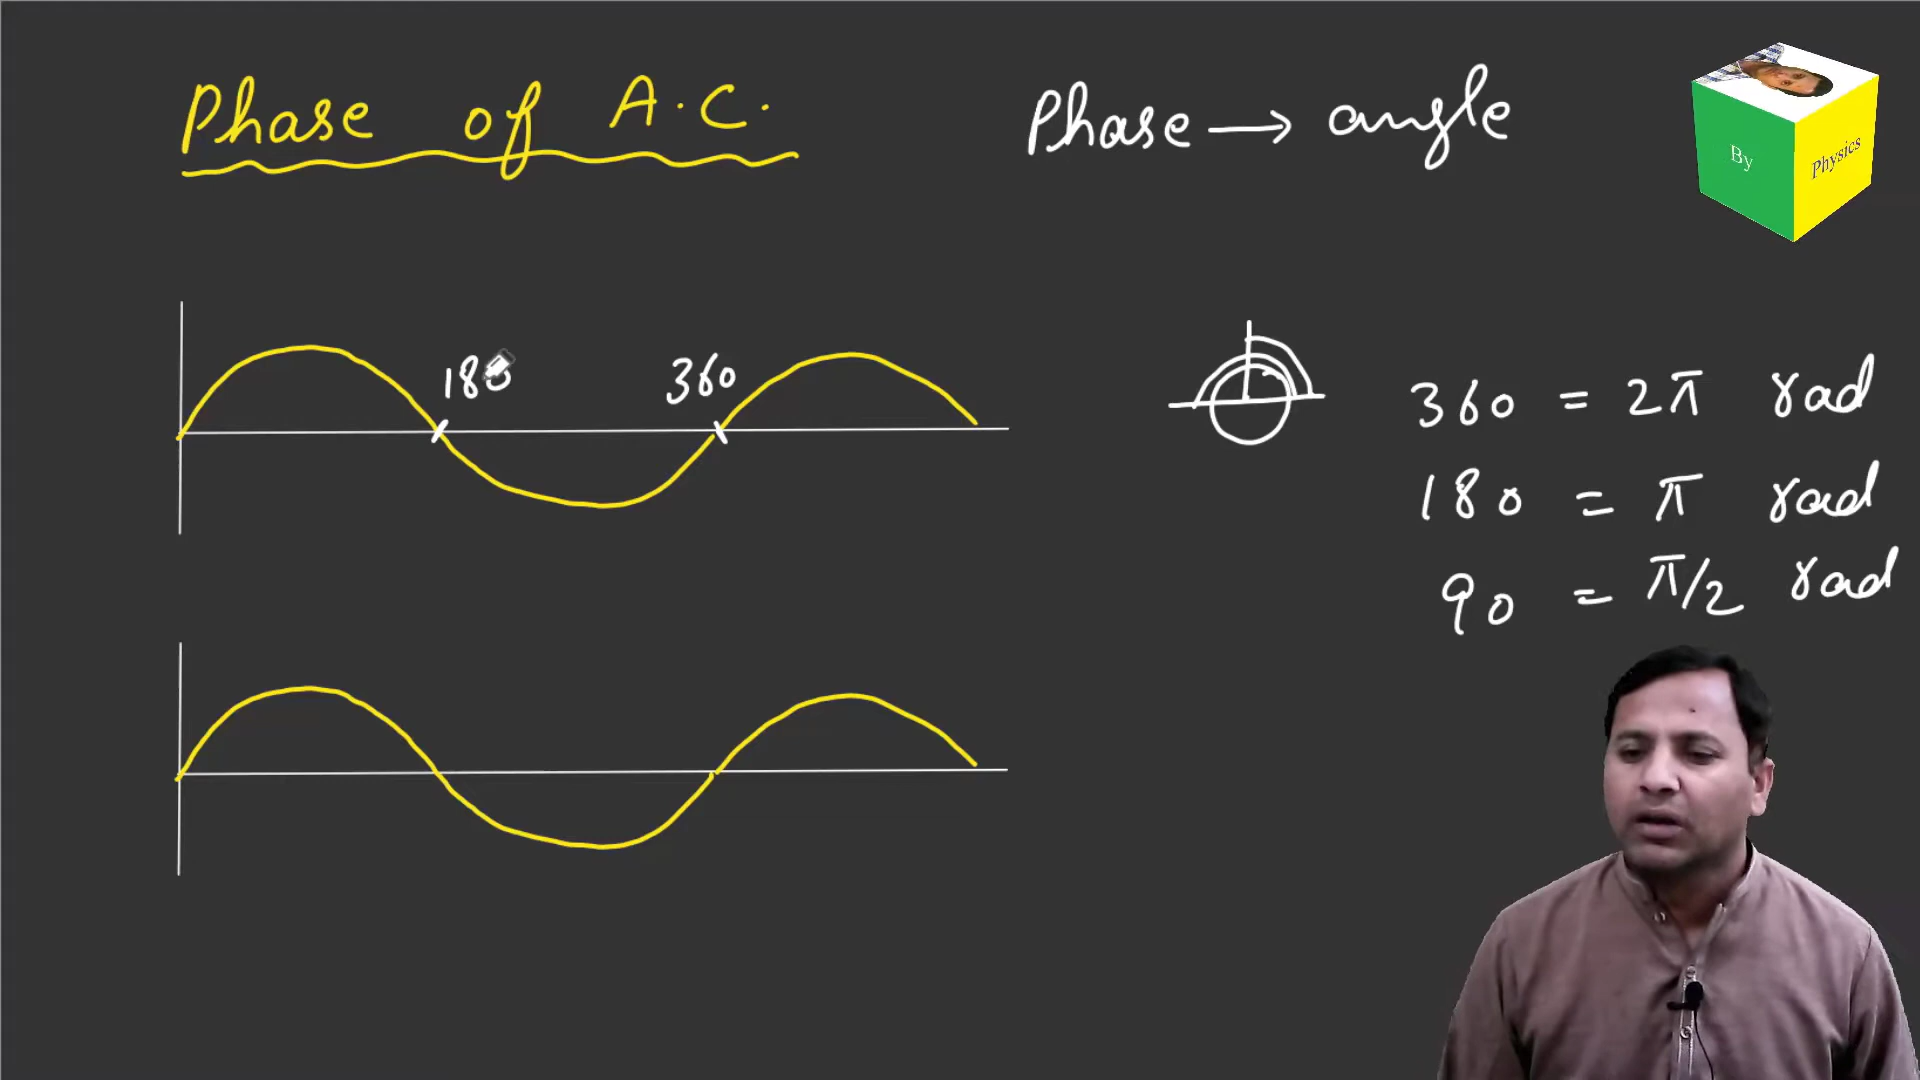 Phase of A.C.
Phase → angle
By Physics
180 360
360 = 2π rad
180 = π rad
90 = π/2 rad